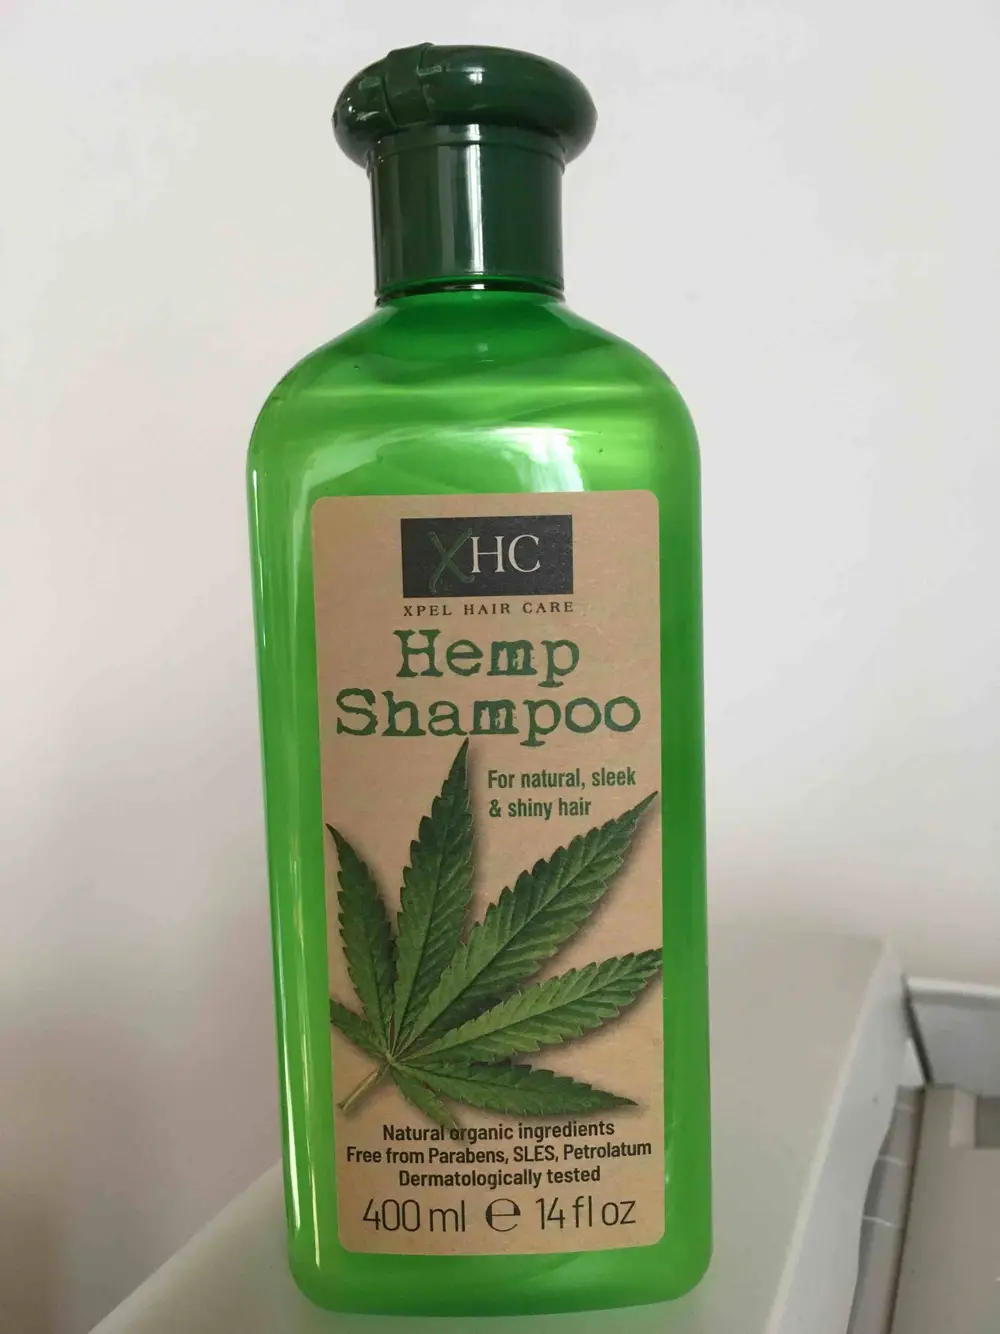 XHC
XPEL HAIR CARE
Hemp
Shampoo
For natural, sleek
& shiny hair
Natural organic ingredients
Free from Parabens, SLES, Petrolatum
Dermatologically tested
400 ml ℮ 14 fl oz